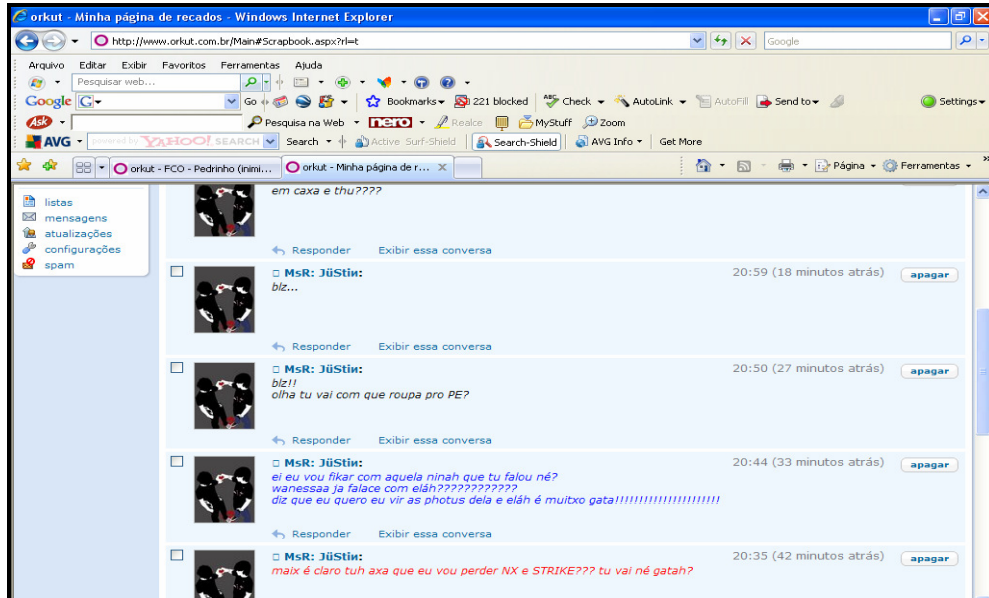 orkut - Minha página de recados - Windows Internet Explorer
http://www.orkut.com.br/Main#Scrapbook.aspx?rl=t
Google
Arquivo Editar Exibir Favoritos Ferramentas Ajuda
Pesquisar web...
Google G Go Bookmarks 221 blocked Check AutoLink AutoFill Send to Settings
Ask Pesquisa na Web nero Realce MyStuff Zoom
AVG powered by YAHOO! SEARCH Search Active Surf-Shield Search-Shield AVG Info Get More
orkut - FCO - Pedrinho (inimi... orkut - Minha página de r... Página Ferramentas
listas
mensagens
atualizações
configurações
spam
em caxa e thu????
Responder Exibir essa conversa
MsR: JüStiи: 20:59 (18 minutos atrás) apagar
blz...
Responder Exibir essa conversa
MsR: JüStiи: 20:50 (27 minutos atrás) apagar
blz!!
olha tu vai com que roupa pro PE?
Responder Exibir essa conversa
MsR: JüStiи: 20:44 (33 minutos atrás) apagar
ei eu vou fikar com aquela ninah que tu falou né?
wanessaa ja falace com eláh????????????
diz que eu quero eu vir as photus dela e eláh é muitxo gata!!!!!!!!!!!!!!!!!!!!!!
Responder Exibir essa conversa
MsR: JüStiи: 20:35 (42 minutos atrás) apagar
maix é claro tuh axa que eu vou perder NX e STRIKE??? tu vai né gatah?